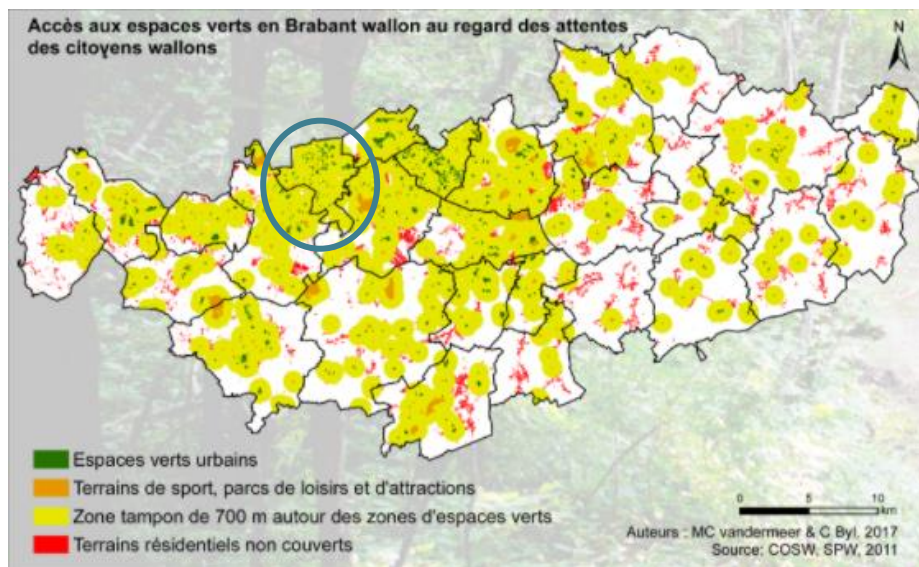 Accès aux espaces verts en Brabant wallon au regard des attentes
des citoyens wallons
N
Espaces verts urbains
Terrains de sport, parcs de loisirs et d'attractions
Zone tampon de 700 m autour des zones d'espaces verts
Terrains résidentiels non couverts
0 5 10
km
Auteurs : MC vandermeer & C Byl. 2017
Source: COSW, SPW, 2011